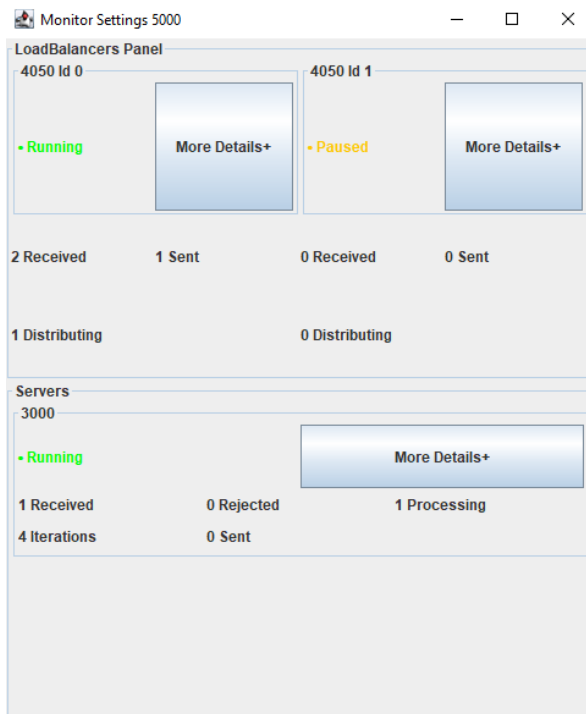 Monitor Settings 5000
LoadBalancers Panel
4050 Id 0
4050 Id 1
- Running
More Details+
- Paused
More Details+
2 Received
1 Sent
0 Received
0 Sent
1 Distributing
0 Distributing
Servers
3000
- Running
More Details+
1 Received
0 Rejected
1 Processing
4 Iterations
0 Sent